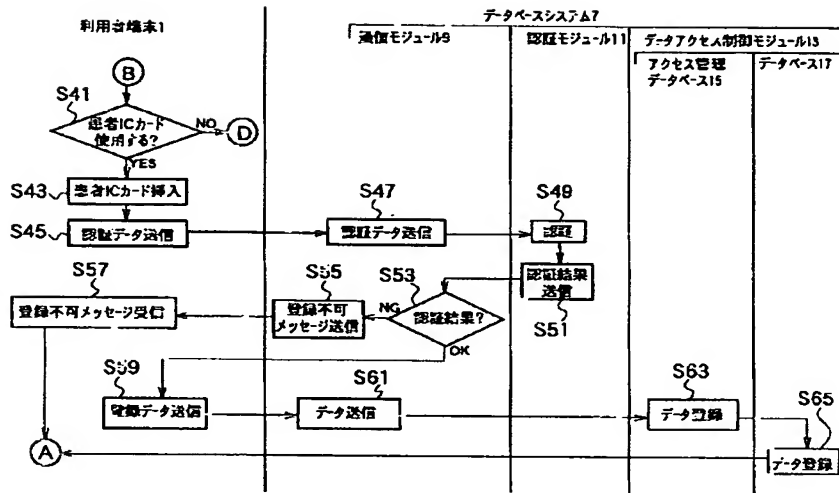 データベースシステム7
利用者端末1
通信モジュール9
認証モジュール11
データアクセス制御モジュール13
アクセス管理
データベース15
データベース17
B
S41
患者ICカード
使用する?
NO
D
YES
S43
患者ICカード挿入
S45
認証データ送信
S47
認証データ送信
S49
認証
認証結果
送信
S51
S53
認証結果?
NG
OK
S55
登録不可
メッセージ送信
S57
登録不可メッセージ受信
S59
登録データ送信
S61
データ送信
S63
データ登録
S65
データ登録
A